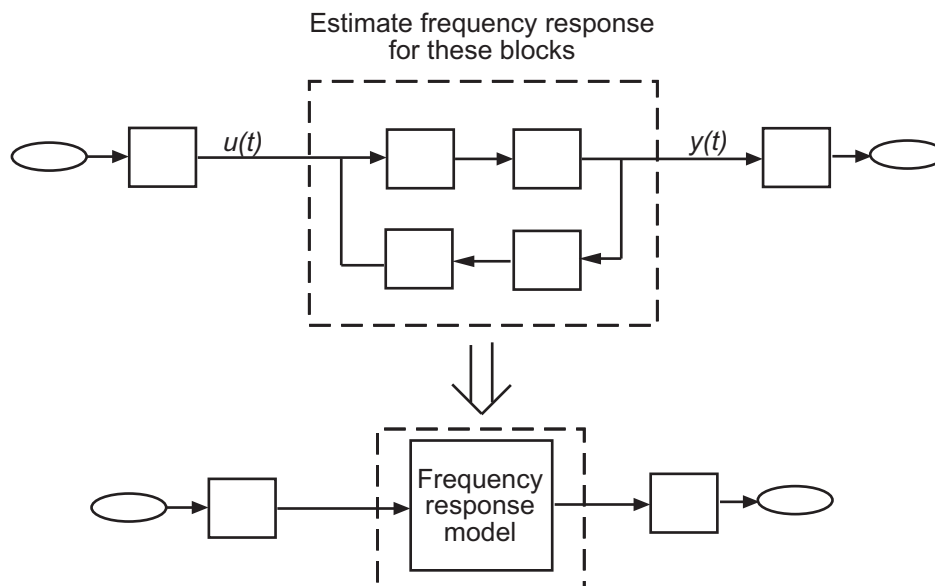 Estimate frequency response
for these blocks
u(t)
y(t)
Frequency
response
model